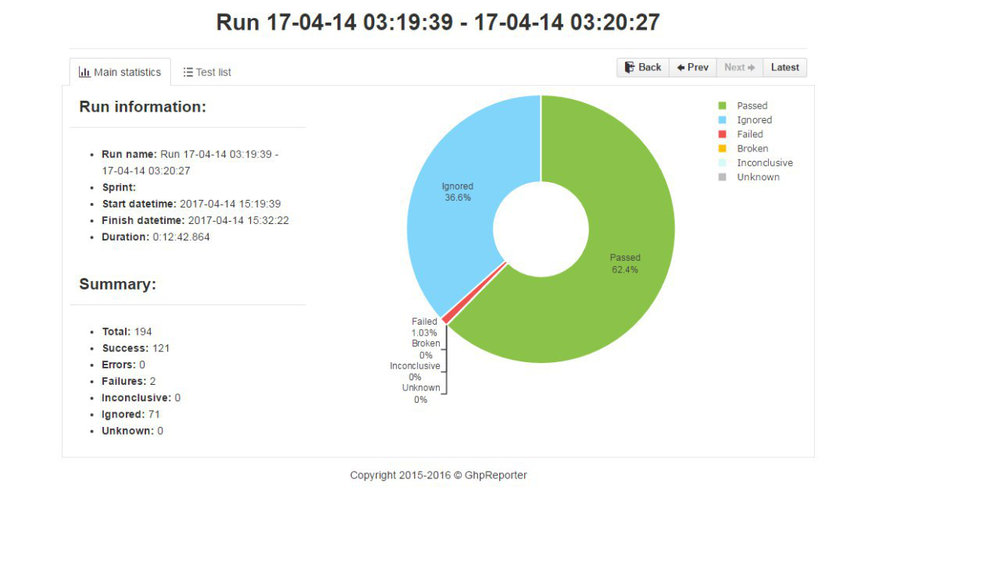 Run 17-04-14 03:19:39 - 17-04-14 03:20:27
Main statistics
Test list
Back
Prev
Next
Latest
Run information:
Run name: Run 17-04-14 03:19:39 -
17-04-14 03:20:27
Sprint:
Start datetime: 2017-04-14 15:19:39
Finish datetime: 2017-04-14 15:32:22
Duration: 0:12:42.864
Summary:
Total: 194
Success: 121
Errors: 0
Failures: 2
Inconclusive: 0
Ignored: 71
Unknown: 0
Ignored
36.6%
Passed
62.4%
Failed
1.03%
Broken
0%
Inconclusive
0%
Unknown
0%
Passed
Ignored
Failed
Broken
Inconclusive
Unknown
Copyright 2015-2016 © GhpReporter